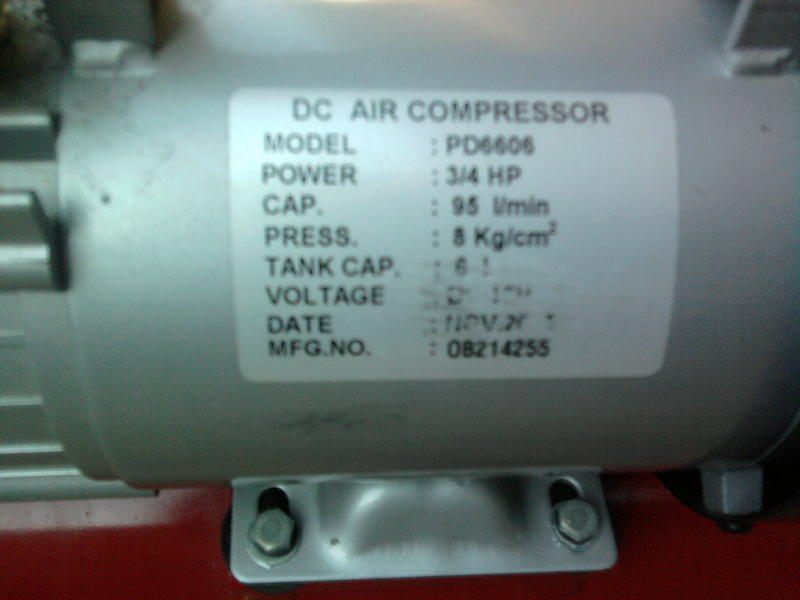 DC AIR COMPRESSOR
MODEL : PD6606
POWER : 3/4 HP
CAP. : 95 l/min
PRESS. : 8 Kg/cm²
TANK CAP. : 6
VOLTAGE :
DATE :
MFG.NO. : 08214255